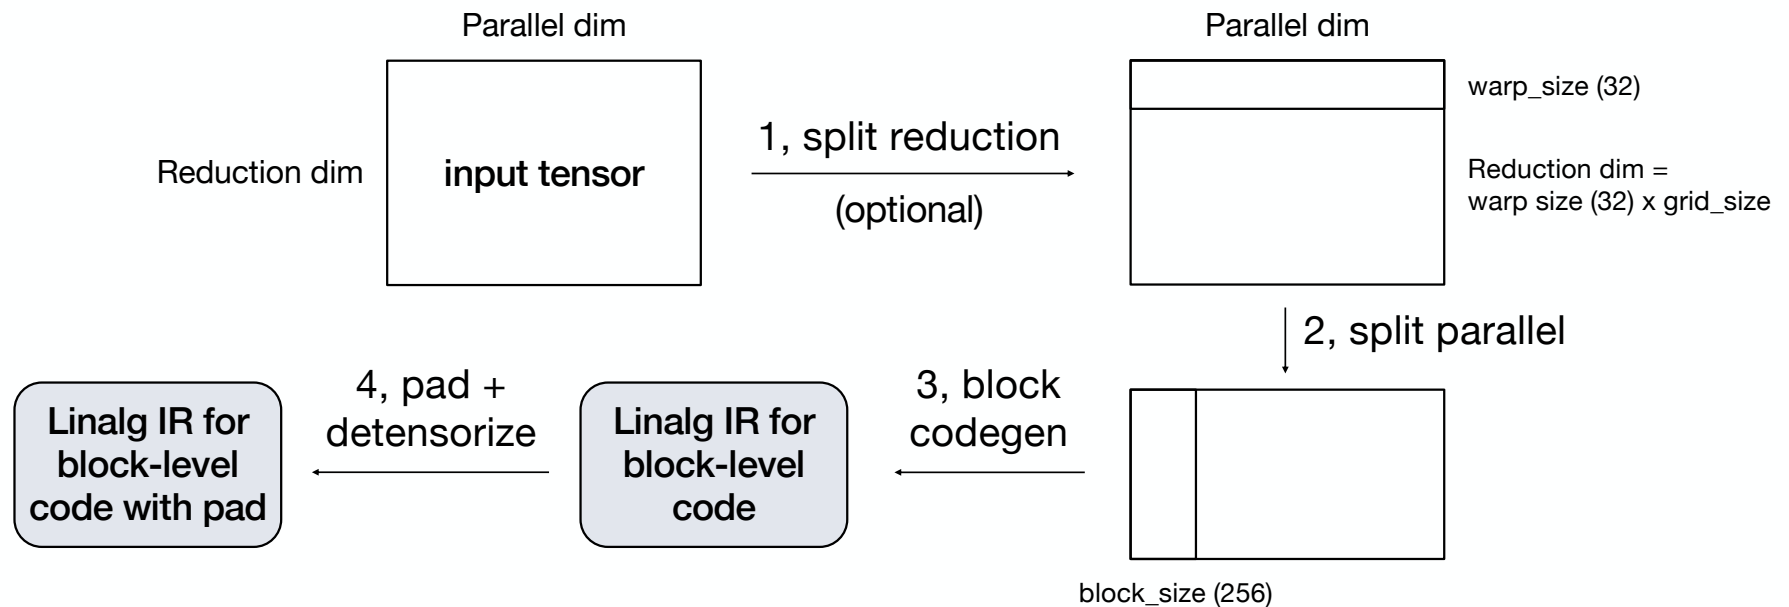 Parallel dim
Reduction dim
input tensor
1, split reduction
(optional)
Parallel dim
warp_size (32)
Reduction dim =
warp size (32) x grid_size
2, split parallel
block_size (256)
3, block
codegen
Linalg IR for
block-level
code
4, pad +
detensorize
Linalg IR for
block-level
code with pad